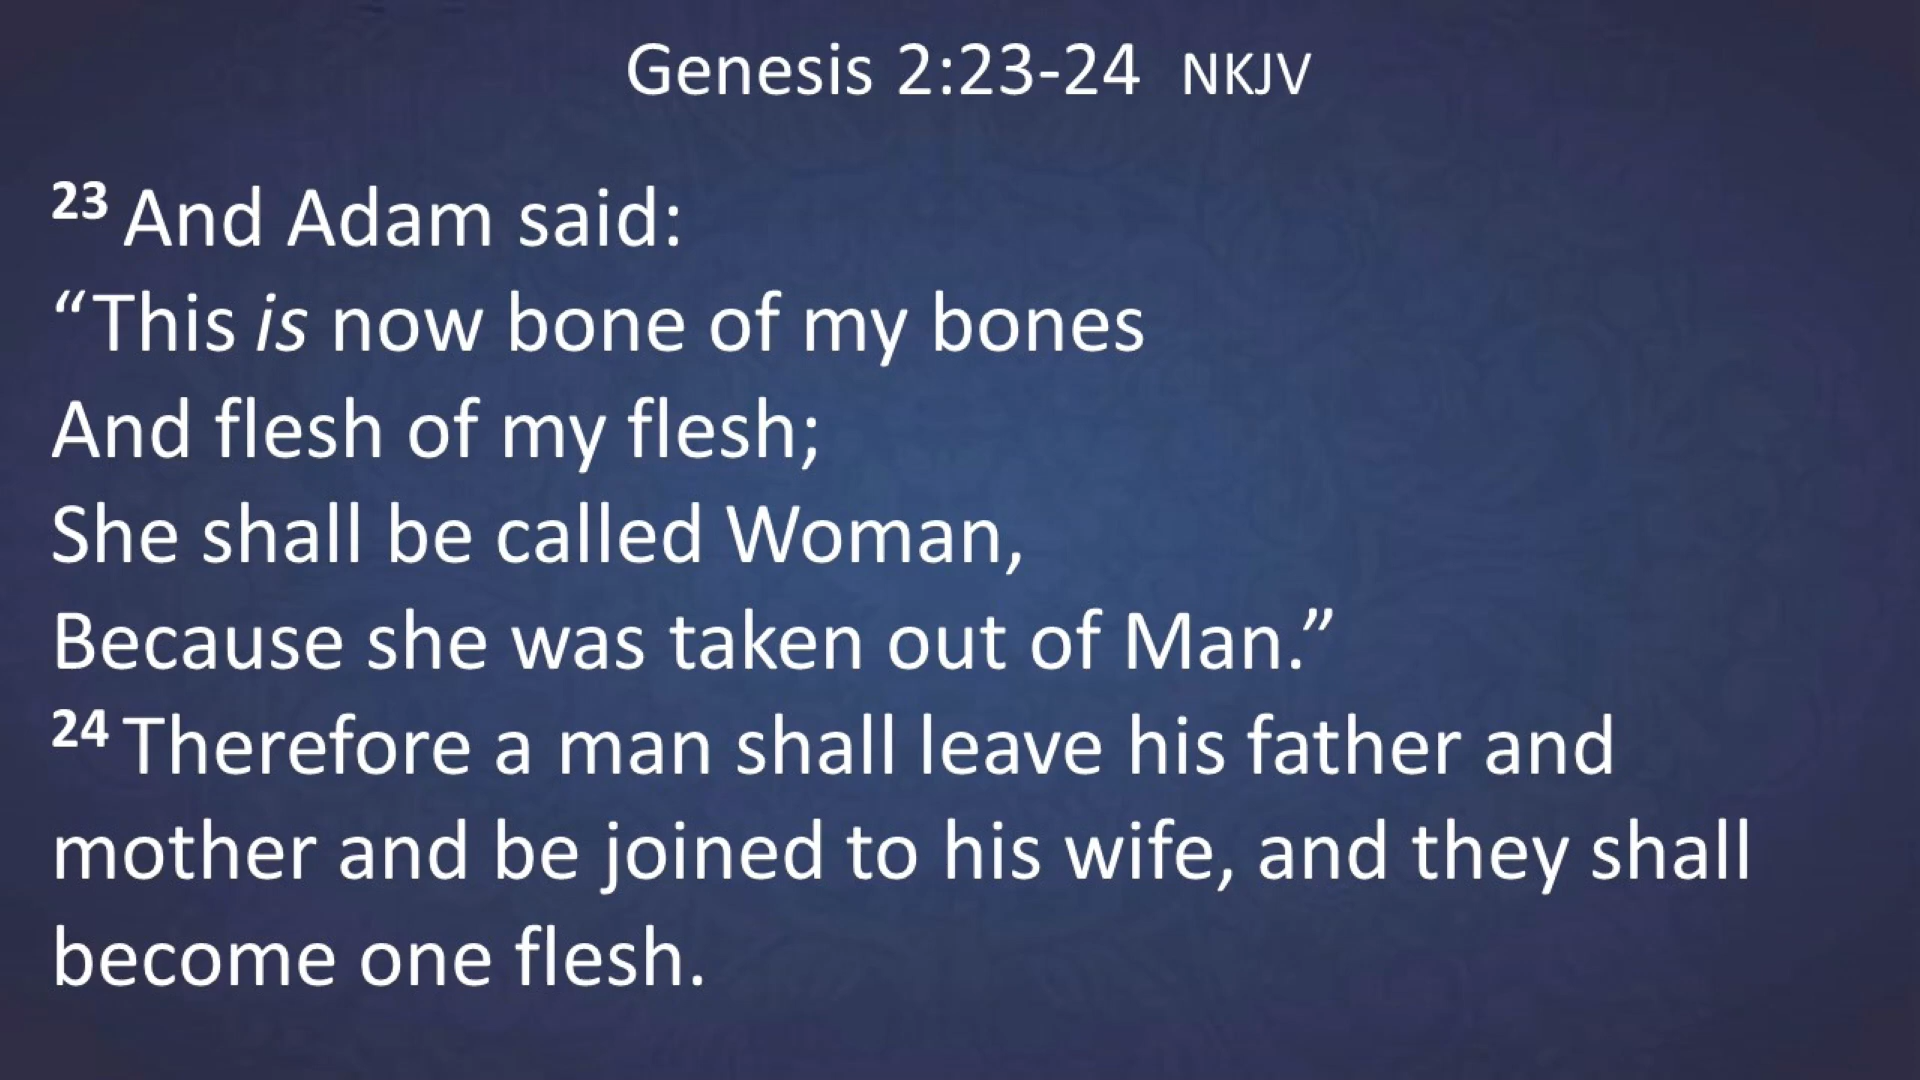 Genesis 2:23-24 NKJV
23 And Adam said:
“This is now bone of my bones
And flesh of my flesh;
She shall be called Woman,
Because she was taken out of Man.”
24 Therefore a man shall leave his father and
mother and be joined to his wife, and they shall
become one flesh.